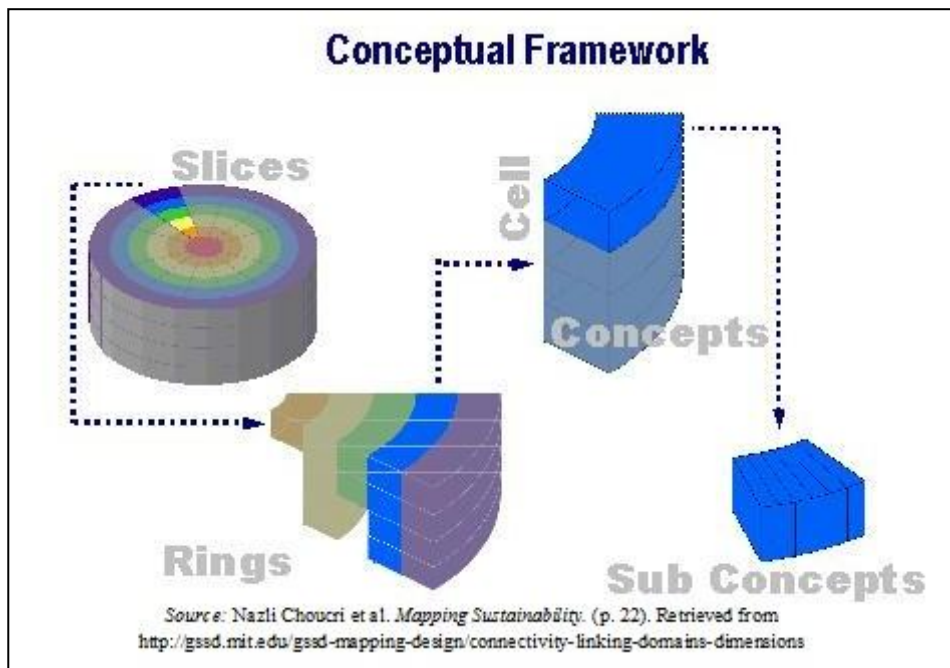 Conceptual Framework
Slices
Cell
Concepts
Rings
Sub Concepts
Source: Nazli Choucri et al. Mapping Sustainability. (p. 22). Retrieved from
http://gssd.mit.edu/gssd-mapping-design/connectivity-linking-domains-dimensions